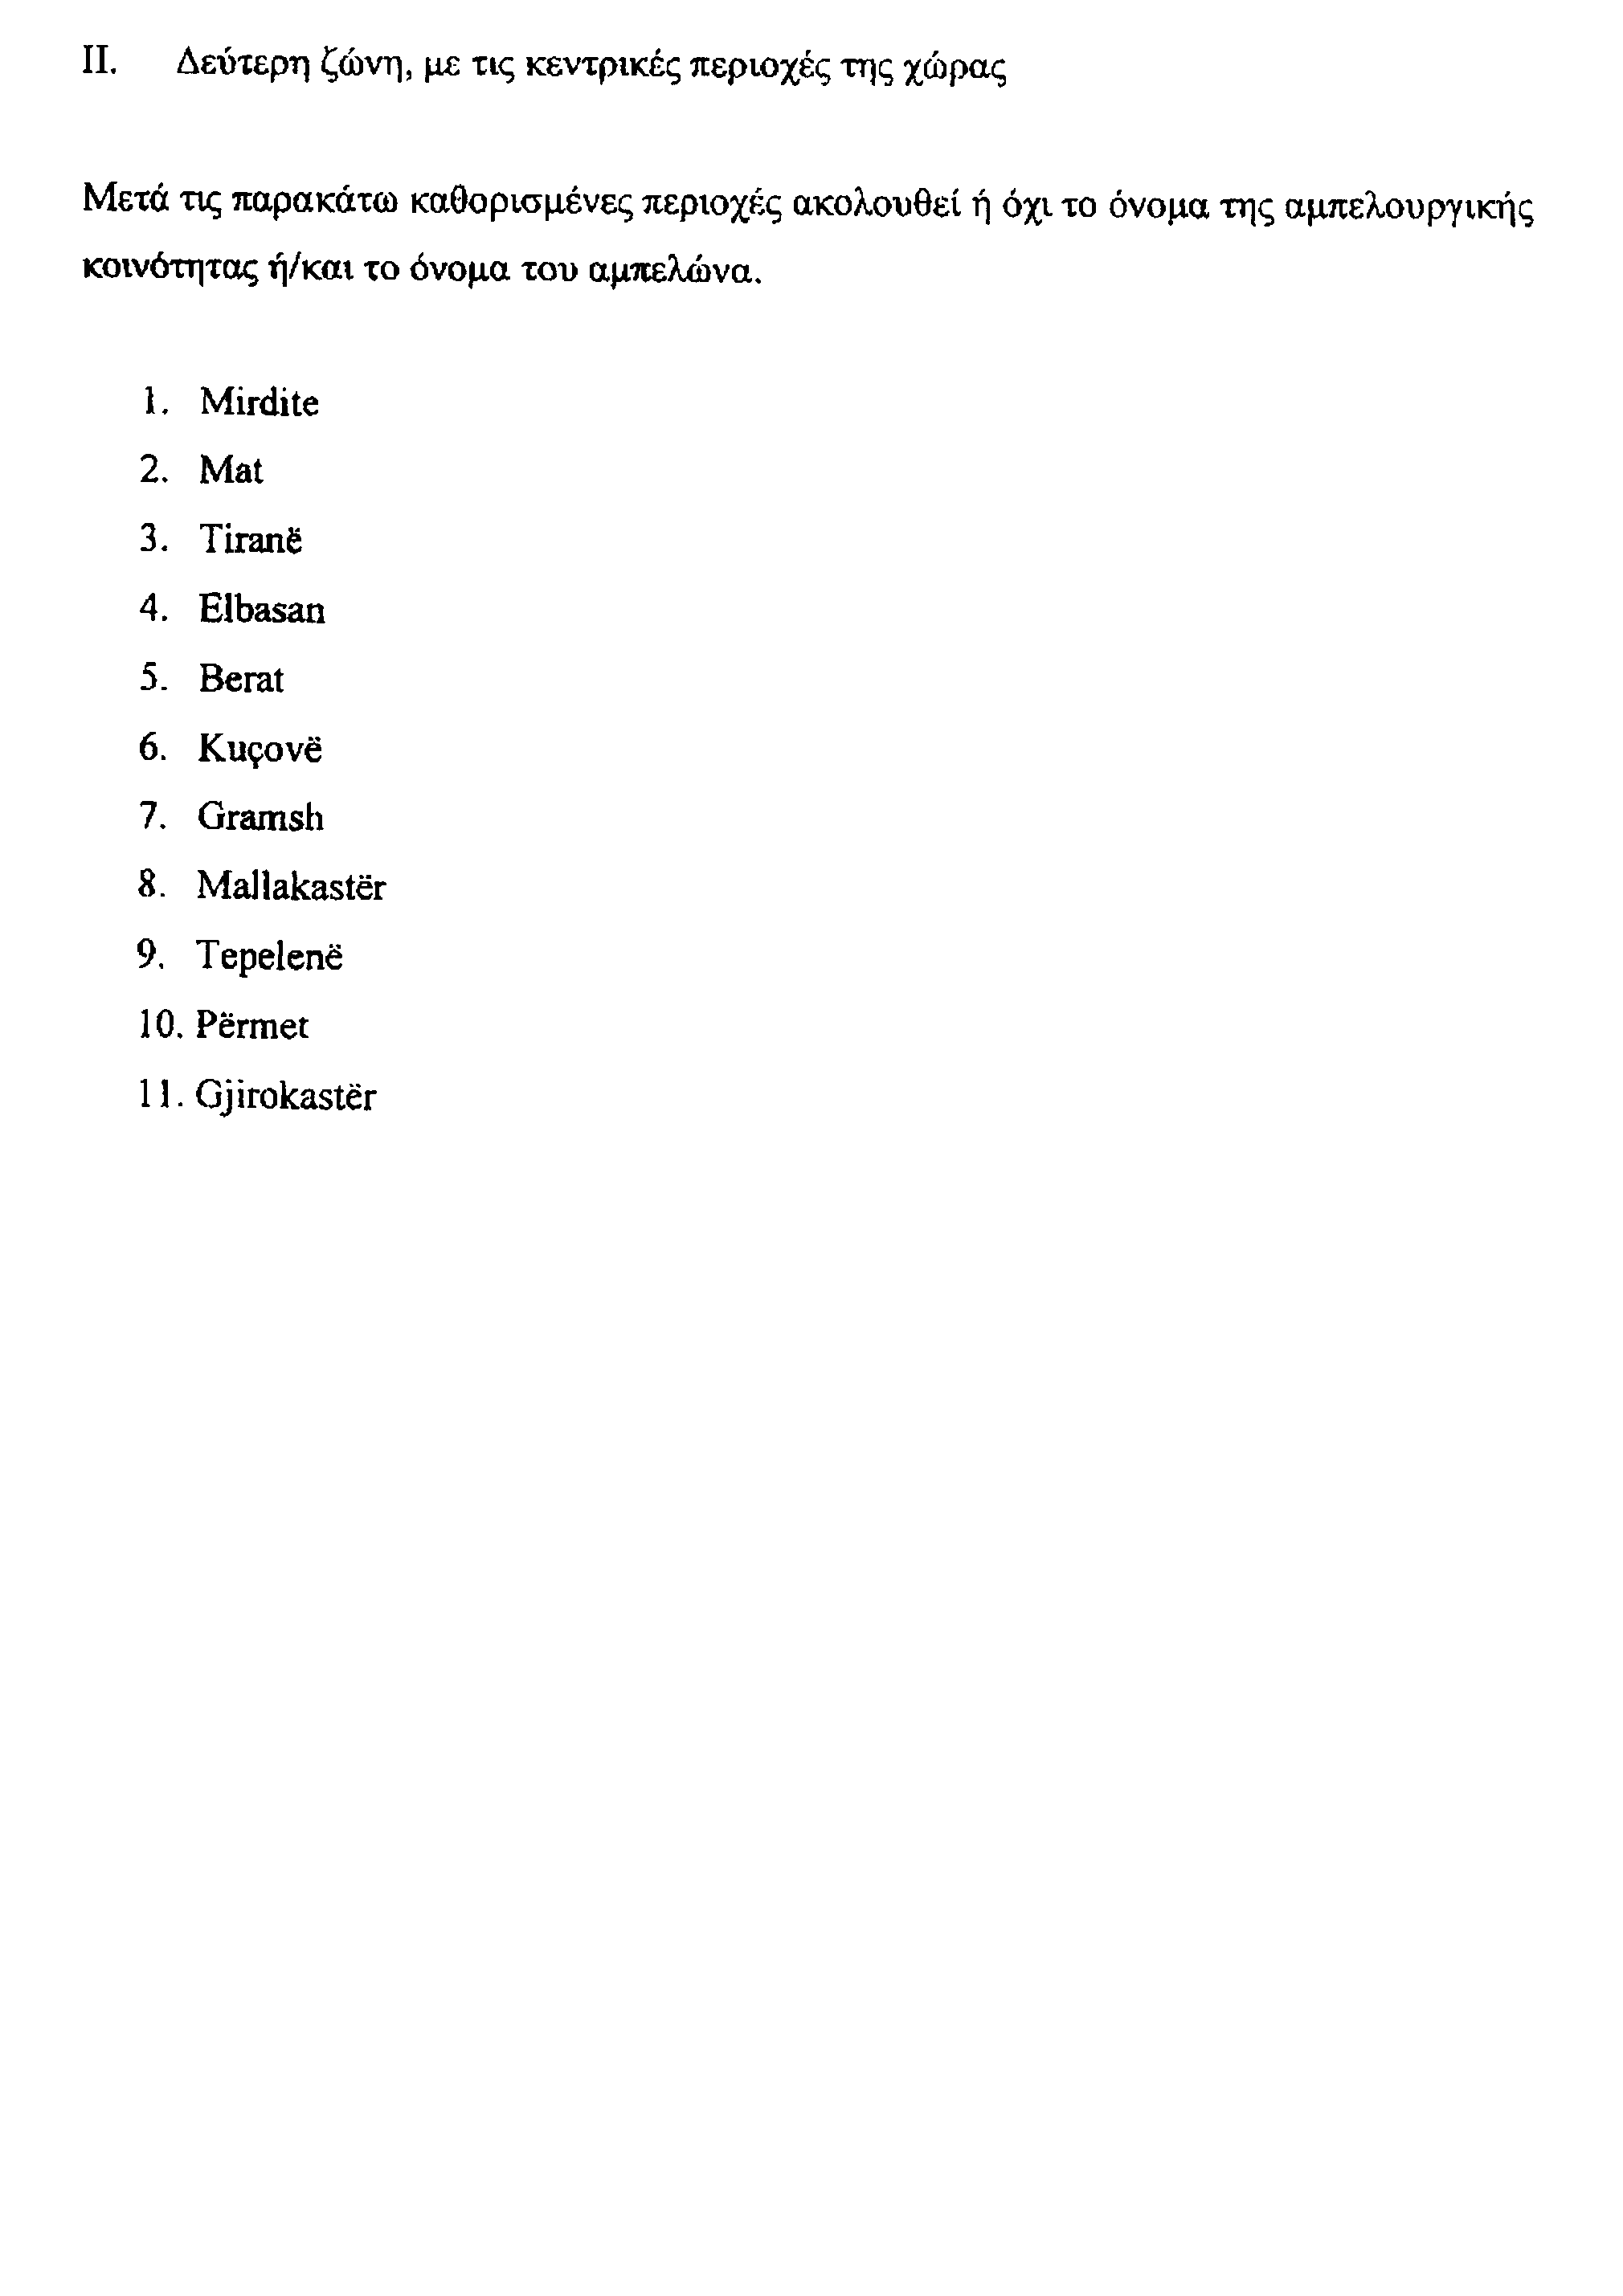 II. Δεύτερη ζώνη, με τις κεντρικές περιοχές της χώρας
Μετά τις παρακάτω καθορισμένες περιοχές ακολουθεί ή όχι το όνομα της αμπελουργικής
κοινότητας ή/και το όνομα του αμπελώνα.
1. Mirdite
2. Mat
3. Tiranë
4. Elbasan
5. Berat
6. Kuçovë
7. Gramsh
8. Mallakastër
9. Tepelenë
10. Përmet
11. Gjirokastër